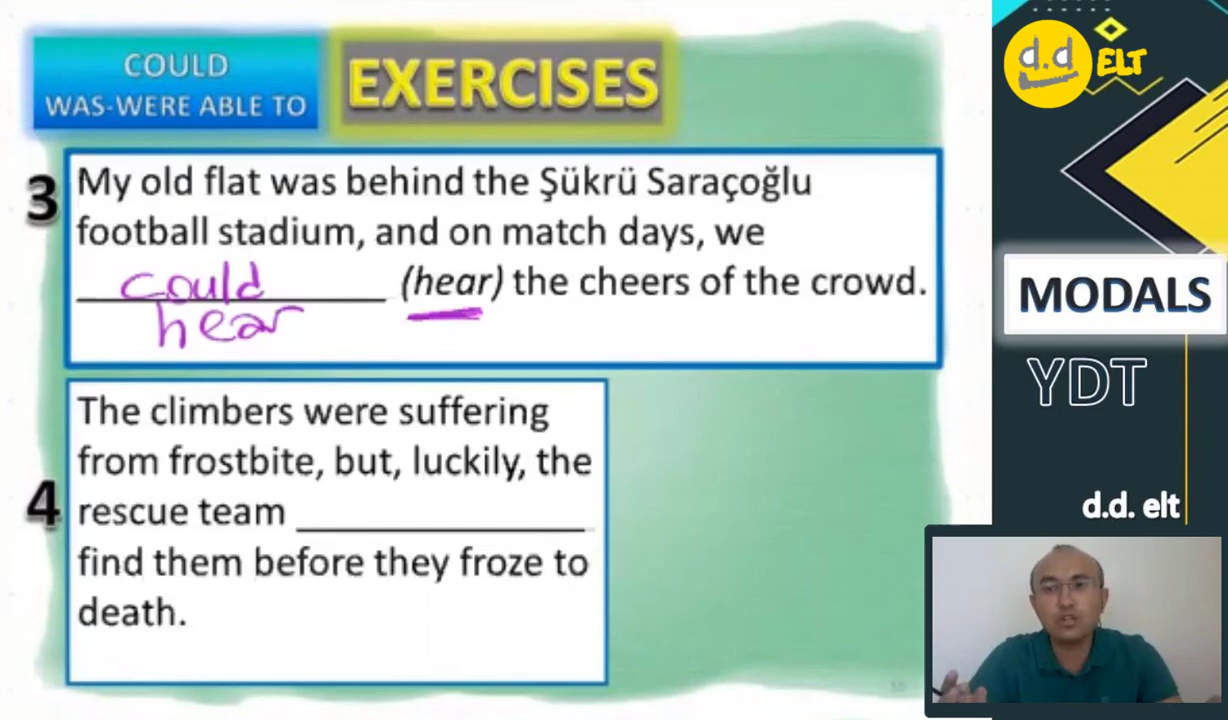 COULD
WAS-WERE ABLE TO
EXERCISES
3
My old flat was behind the Şükrü Saraçoğlu
football stadium, and on match days, we
could (hear) the cheers of the crowd.
hear
4
The climbers were suffering
from frostbite, but, luckily, the
rescue team ____________
find them before they froze to
death.
d.d ELT
MODALS
YDT
d.d. elt